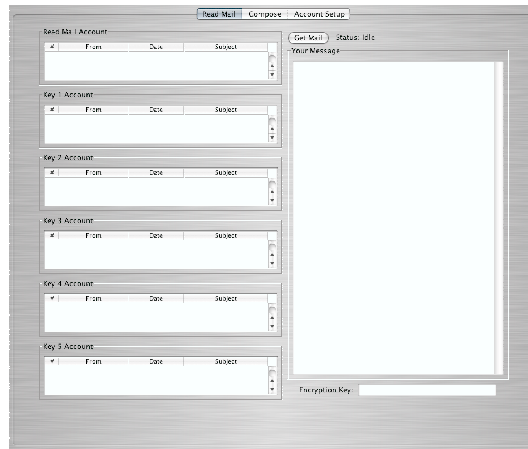 Read Mail Compose Account Setup
Read Mail Account
# From Date Subject
Key 1 Account
# From Date Subject
Key 2 Account
# From Date Subject
Key 3 Account
# From Date Subject
Key 4 Account
# From Date Subject
Key 5 Account
# From Date Subject
Get Mail Status: Idle
Your Message
Encryption Key: